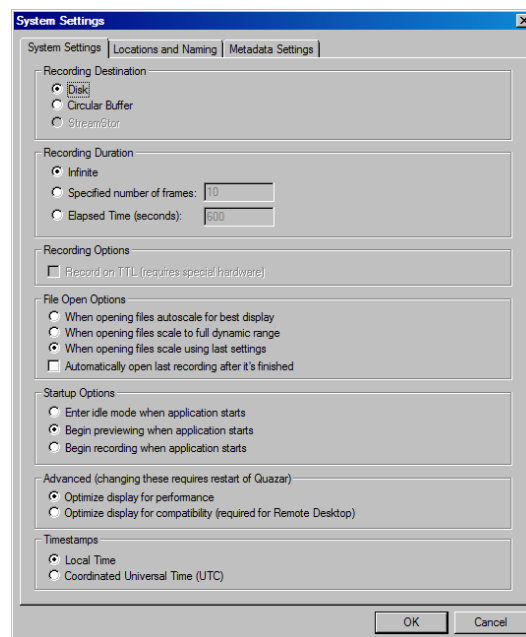 System Settings
System Settings Locations and Naming Metadata Settings
Recording Destination
Disk
Circular Buffer
StreamStor
Recording Duration
Infinite
Specified number of frames: 10
Elapsed Time (seconds): 600
Recording Options
Record on TTL (requires special hardware)
File Open Options
When opening files autoscale for best display
When opening files scale to full dynamic range
When opening files scale using last settings
Automatically open last recording after it's finished
Startup Options
Enter idle mode when application starts
Begin previewing when application starts
Begin recording when application starts
Advanced (changing these requires restart of Quazar)
Optimize display for performance
Optimize display for compatibility (required for Remote Desktop)
Timestamps
Local Time
Coordinated Universal Time (UTC)
OK Cancel